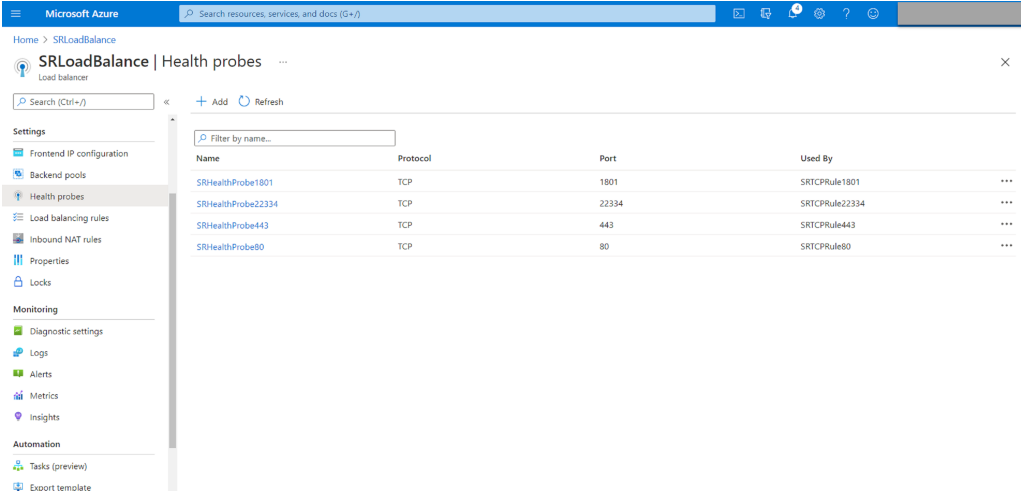 Microsoft Azure
Search resources, services, and docs (G+/)
4
Home > SRLoadBalance
SRLoadBalance | Health probes ...
Load balancer
Search (Ctrl+/)
«
+ Add Refresh
Settings
Frontend IP configuration
Backend pools
Health probes
Load balancing rules
Inbound NAT rules
Properties
Locks
Monitoring
Diagnostic settings
Logs
Alerts
Metrics
Insights
Automation
Tasks (preview)
Export template
Filter by name...
Name Protocol Port Used By
SRHealthProbe1801 TCP 1801 SRTCPRule1801 ...
SRHealthProbe22334 TCP 22334 SRTCPRule22334 ...
SRHealthProbe443 TCP 443 SRTCPRule443 ...
SRHealthProbe80 TCP 80 SRTCPRule80 ...